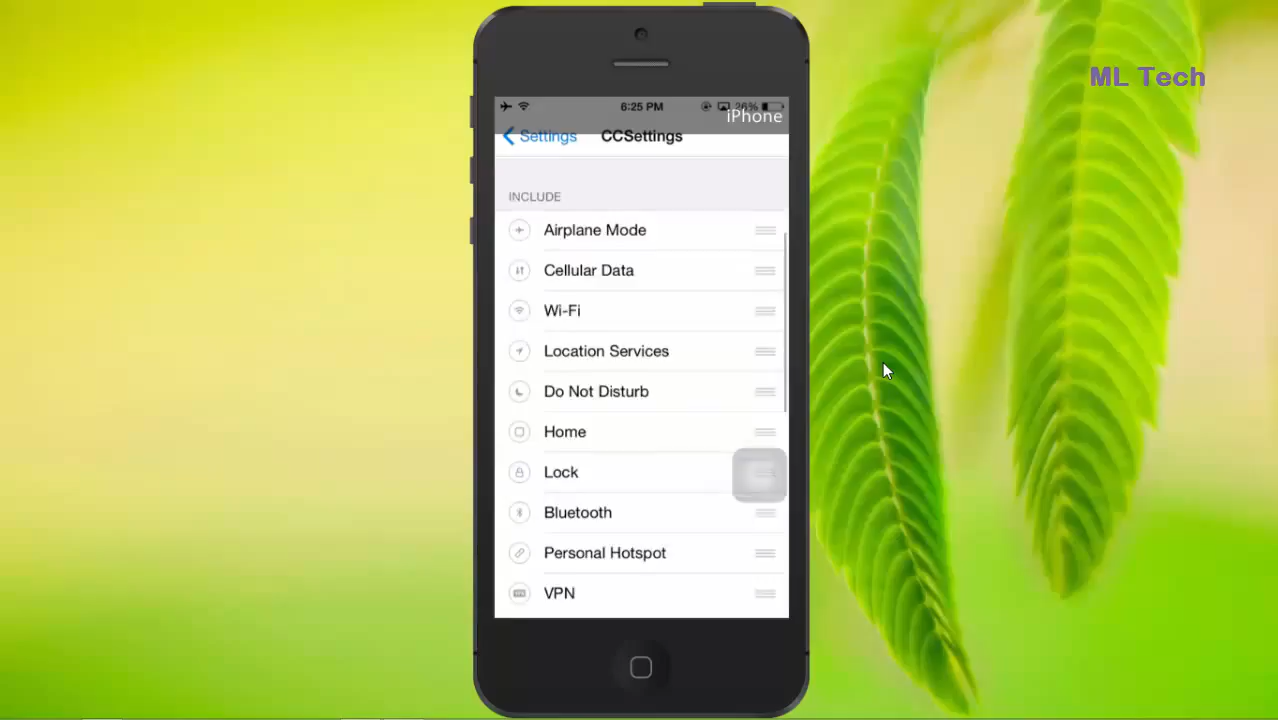 ML Tech
6:25 PM
26%
iPhone
Settings
CCSettings
INCLUDE
Airplane Mode
Cellular Data
Wi-Fi
Location Services
Do Not Disturb
Home
Lock
Bluetooth
Personal Hotspot
VPN